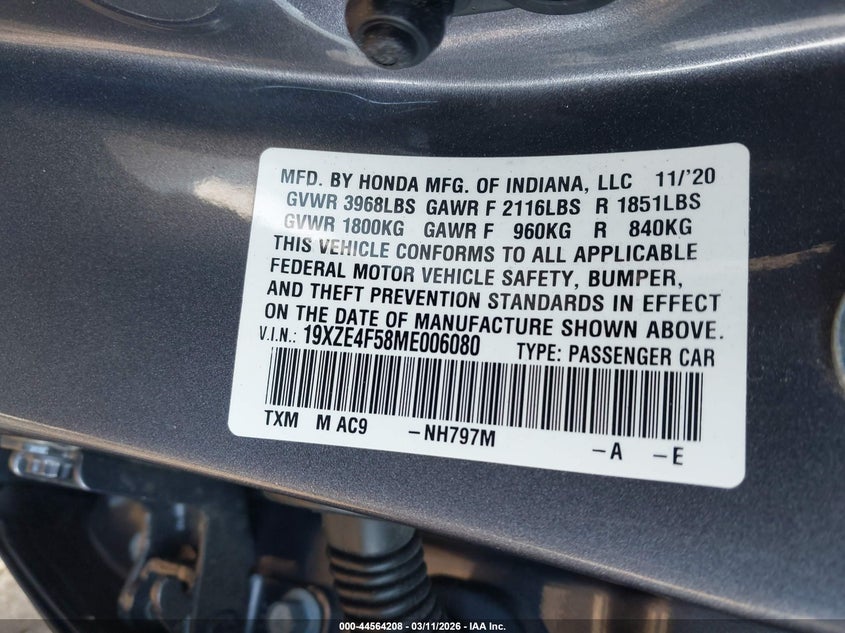 MFD. BY HONDA MFG. OF INDIANA, LLC 11/'20
GVWR 3968LBS GAWR F 2116LBS R 1851LBS
GVWR 1800KG GAWR F 960KG R 840KG
THIS VEHICLE CONFORMS TO ALL APPLICABLE
FEDERAL MOTOR VEHICLE SAFETY, BUMPER,
AND THEFT PREVENTION STANDARDS IN EFFECT
ON THE DATE OF MANUFACTURE SHOWN ABOVE.
V.I.N.: 19XZE4F58ME006080 TYPE: PASSENGER CAR
TXM M AC9 -NH797M -A -E
000-44564208 - 03/11/2026 - IAA Inc.